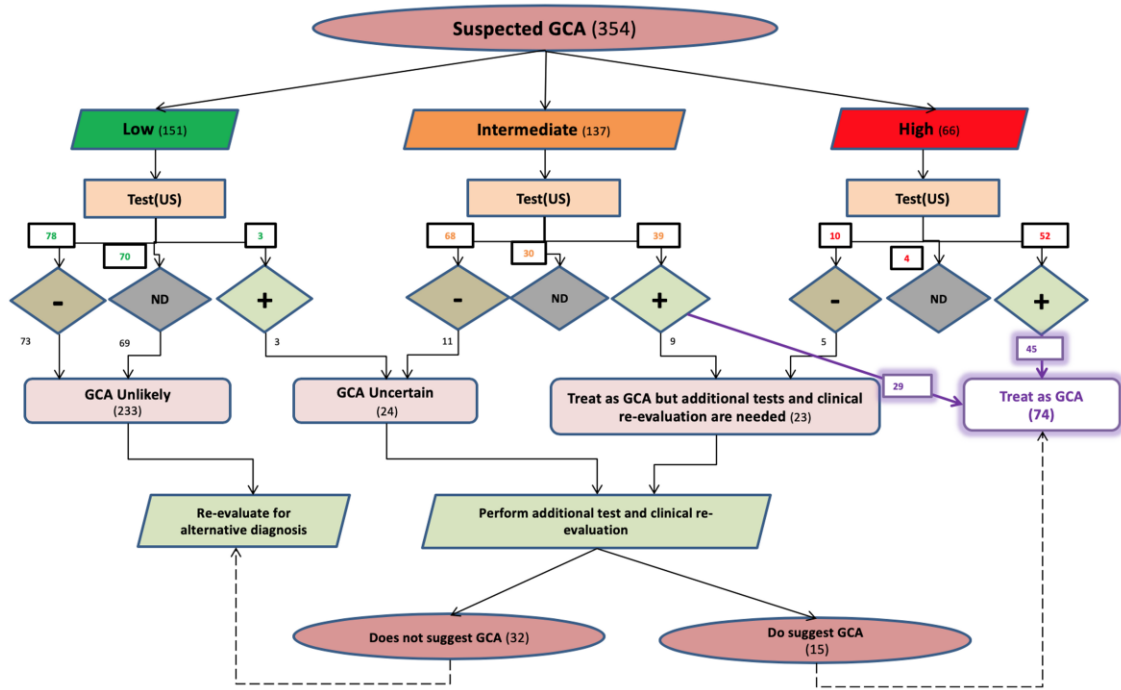 Suspected GCA (354)
Low (151)
Intermediate (137)
High (66)
Test(US)
Test(US)
Test(US)
78
70
3
68
30
39
10
4
52
-
ND
+
-
ND
+
-
ND
+
73
69
3
11
9
5
45
29
GCA Unlikely
(233)
GCA Uncertain
(24)
Treat as GCA but additional tests and clinical
re-evaluation are needed (23)
Treat as GCA
(74)
Re-evaluate for
alternative diagnosis
Perform additional test and clinical re-
evaluation
Does not suggest GCA (32)
Do suggest GCA
(15)